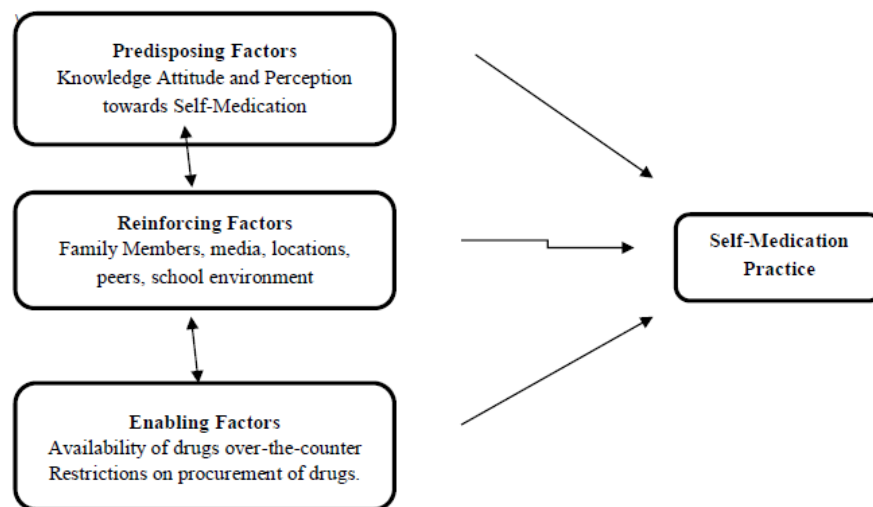 Predisposing Factors
Knowledge Attitude and Perception
towards Self-Medication
Reinforcing Factors
Family Members, media, locations,
peers, school environment
Self-Medication
Practice
Enabling Factors
Availability of drugs over-the-counter
Restrictions on procurement of drugs.